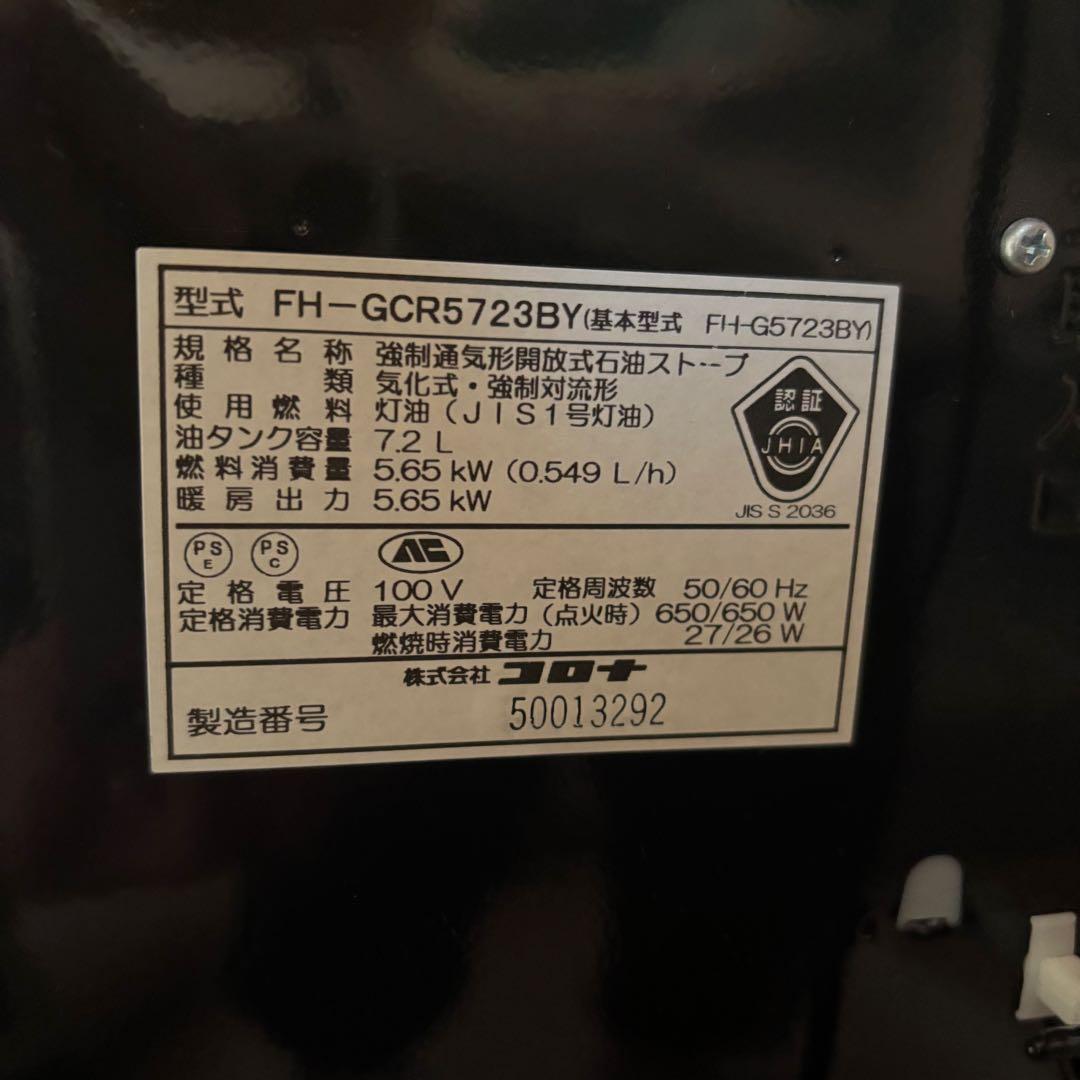 型式 FH-GCR5723BY(基本型式 FH-G5723BY)
規格名称 強制通気形開放式石油ストーブ
種類 気化式・強制対流形
使用燃料 灯油(JIS1号灯油)
油タンク容量 7.2 L
燃料消費量 5.65 kW (0.549 L/h)
暖房出力 5.65 kW
認証
JHIA
JIS S 2036
PS E PS C
定格電圧 100 V 定格周波数 50/60 Hz
定格消費電力 最大消費電力(点火時) 650/650 W
燃焼時消費電力 27/26 W
株式会社 コロナ
製造番号 50013292